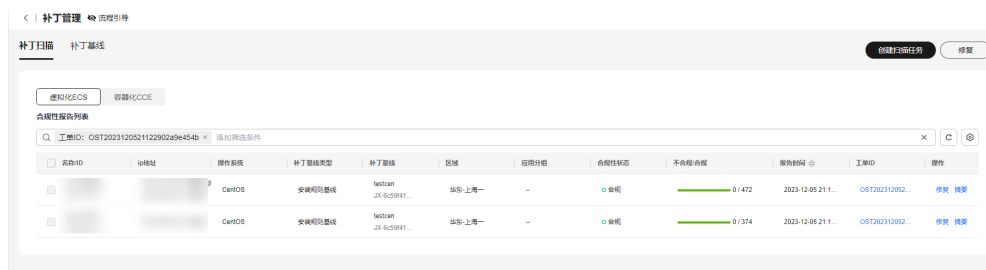 补丁管理 流程引导
补丁扫描 补丁基线
创建扫描任务 修复
虚拟化ECS 容器化CCE
合规性报告列表
工单ID: OST2023120521122902a9e454b × 添加筛选条件
名称/ID ip地址 操作系统 补丁基线类型 补丁基线 区域 应用分组 合规性状态 不合规/合规 报告时间 工单ID 操作
CentOS 安装规则基线 testcen JX-6c59f41... 华东-上海一 -- 合规 0 / 472 2023-12-05 21:1... OST202312052... 修复 摘要
CentOS 安装规则基线 testcen JX-6c59f41... 华东-上海一 -- 合规 0 / 374 2023-12-05 21:1... OST202312052... 修复 摘要